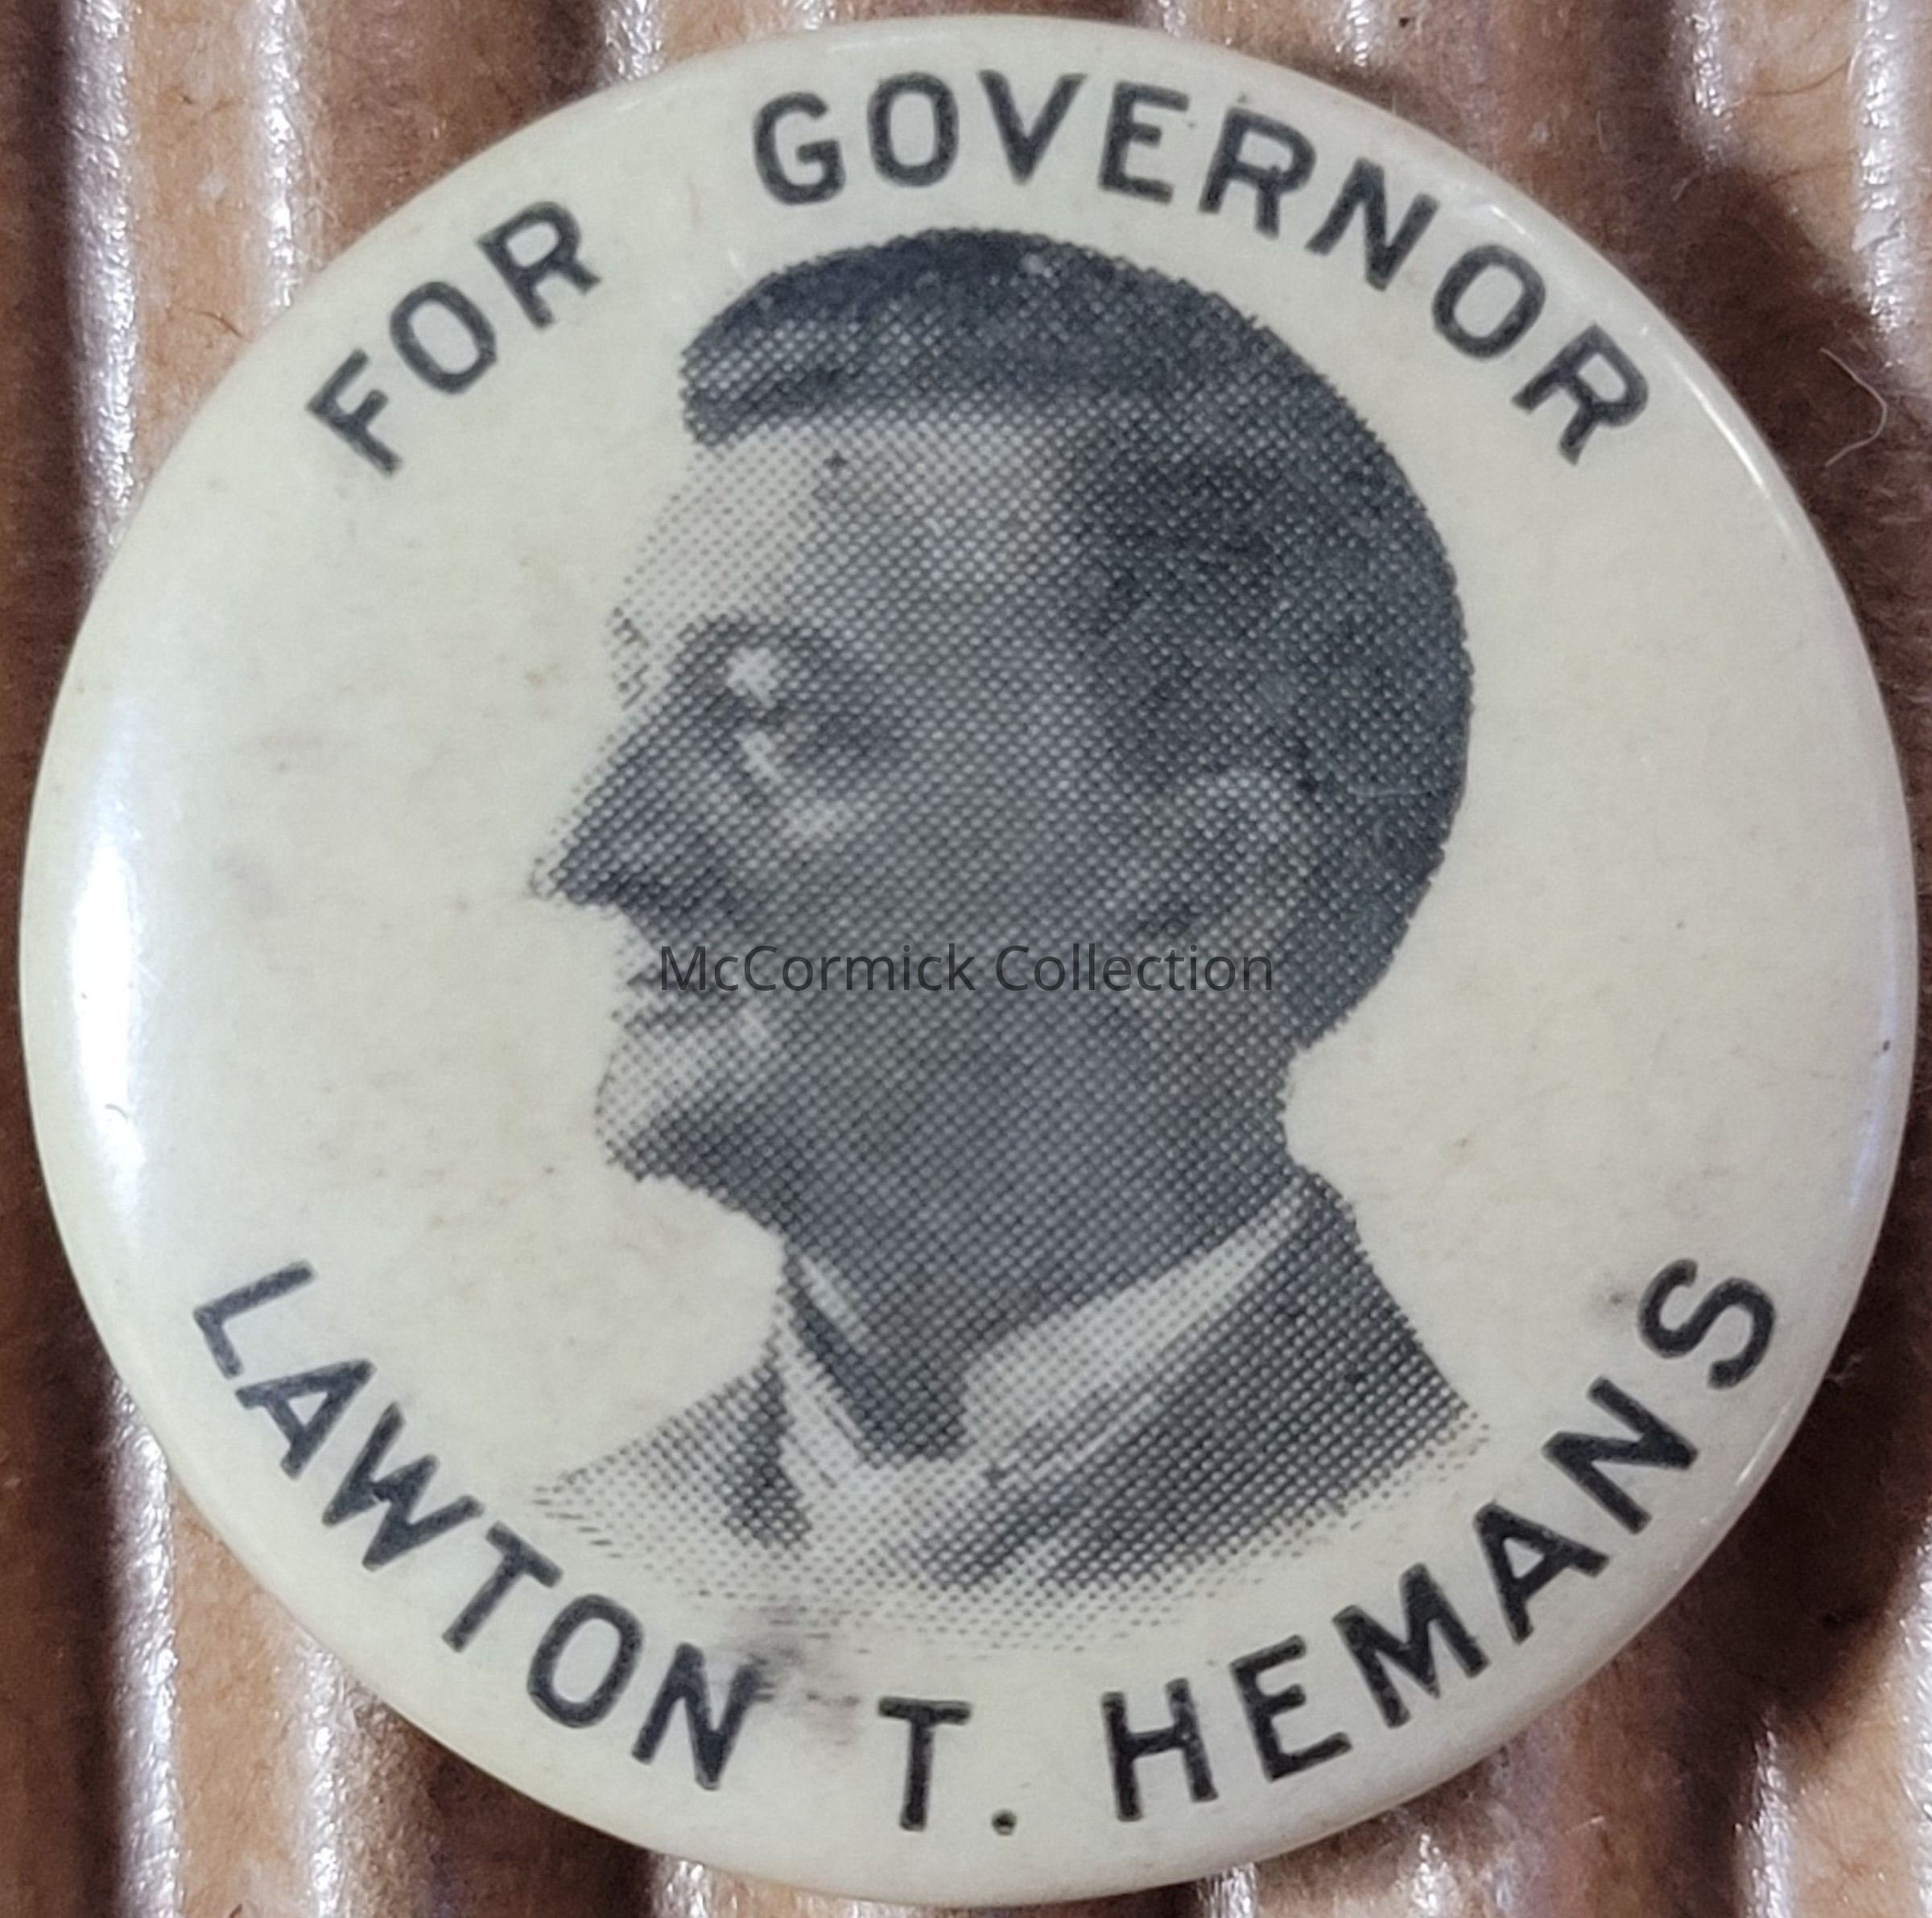 FOR GOVERNOR
McCormick Collection
LAWTON T. HEMANS